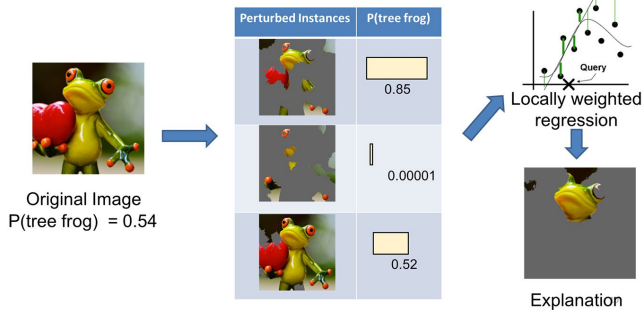 Original Image
P(tree frog) = 0.54
Perturbed Instances
P(tree frog)
0.85
0.00001
0.52
Query
Locally weighted
regression
Explanation